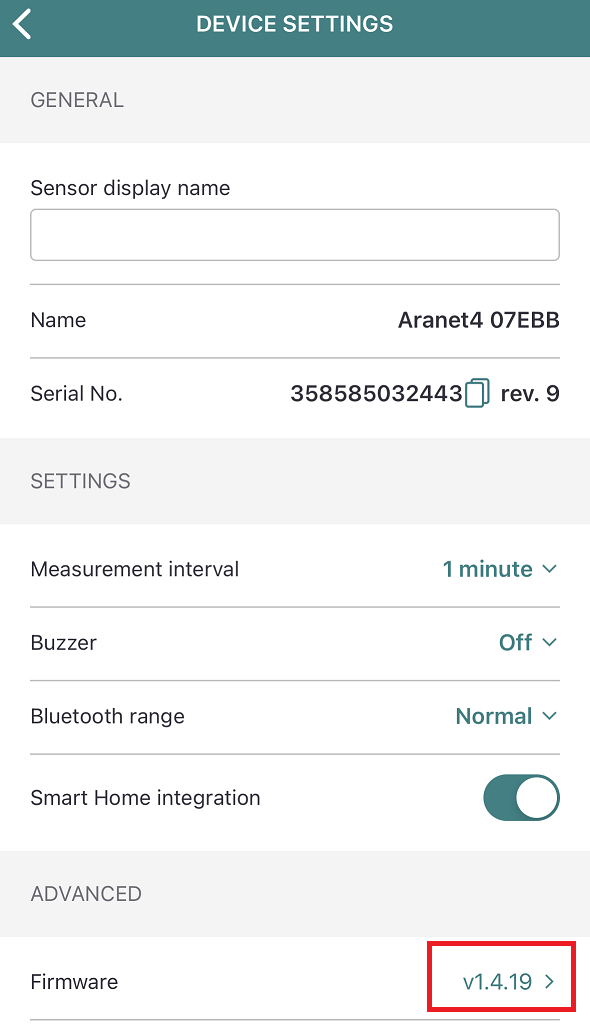 DEVICE SETTINGS
GENERAL
Sensor display name
Name Aranet4 07EBB
Serial No. 358585032443 rev. 9
SETTINGS
Measurement interval 1 minute
Buzzer Off
Bluetooth range Normal
Smart Home integration
ADVANCED
Firmware v1.4.19